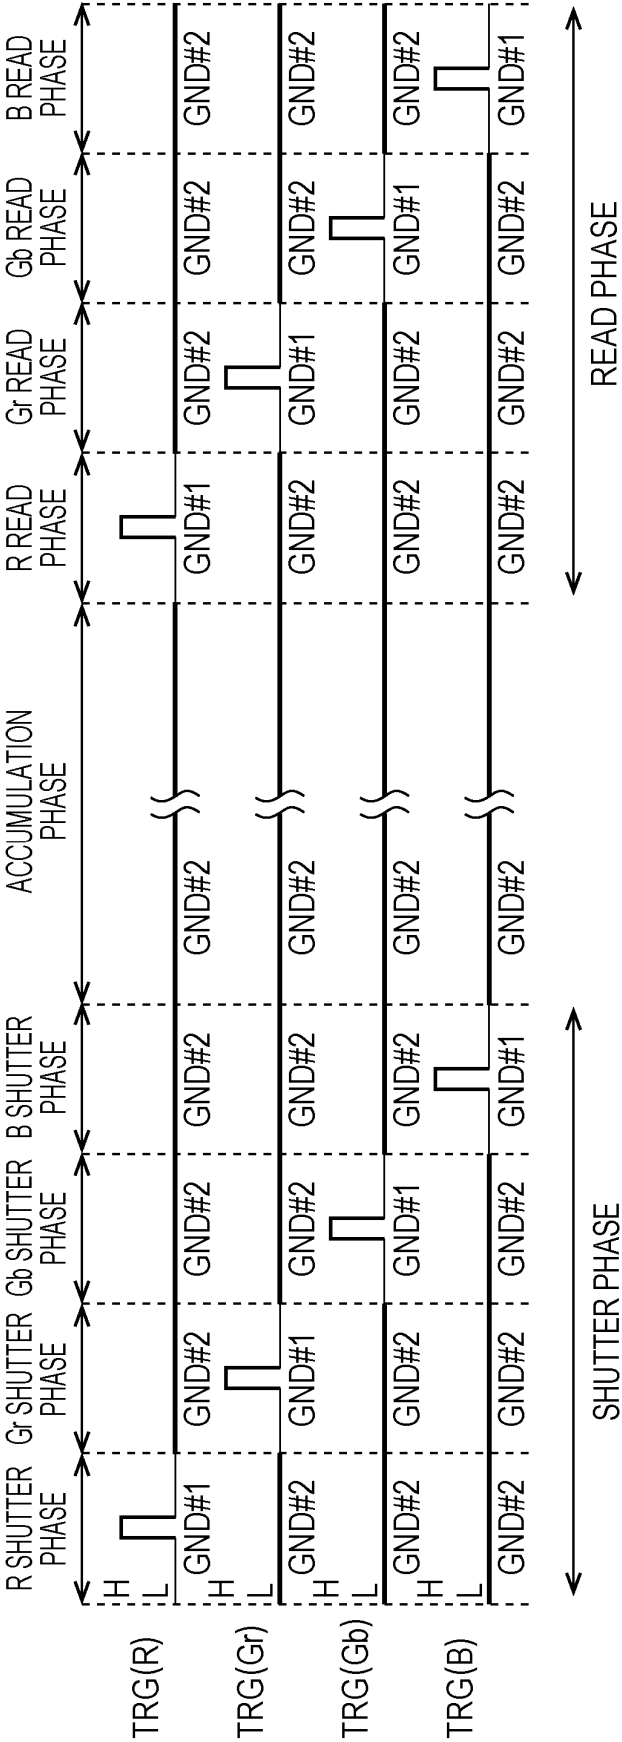 R SHUTTER
PHASE
Gr SHUTTER
PHASE
Gb SHUTTER
PHASE
B SHUTTER
PHASE
ACCUMULATION
PHASE
R READ
PHASE
Gr READ
PHASE
Gb READ
PHASE
B READ
PHASE
TRG(R)
H
L
GND#1
GND#2
GND#2
GND#2
GND#2
GND#1
GND#2
GND#2
GND#2
TRG(Gr)
H
L
GND#2
GND#1
GND#2
GND#2
GND#2
GND#2
GND#1
GND#2
GND#2
TRG(Gb)
H
L
GND#2
GND#2
GND#1
GND#2
GND#2
GND#2
GND#2
GND#1
GND#2
TRG(B)
H
L
GND#2
GND#2
GND#2
GND#1
GND#2
GND#2
GND#2
GND#2
GND#1
SHUTTER PHASE
READ PHASE